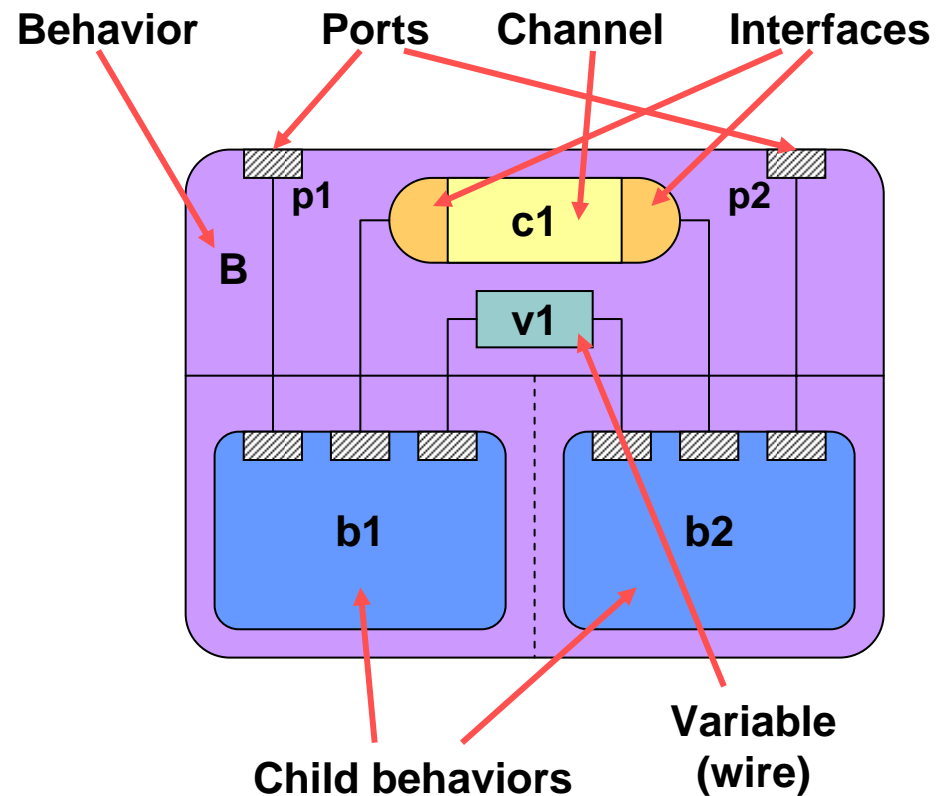 Behavior Ports Channel Interfaces
p1 p2
c1
B
v1
b1 b2
Variable
(wire)
Child behaviors